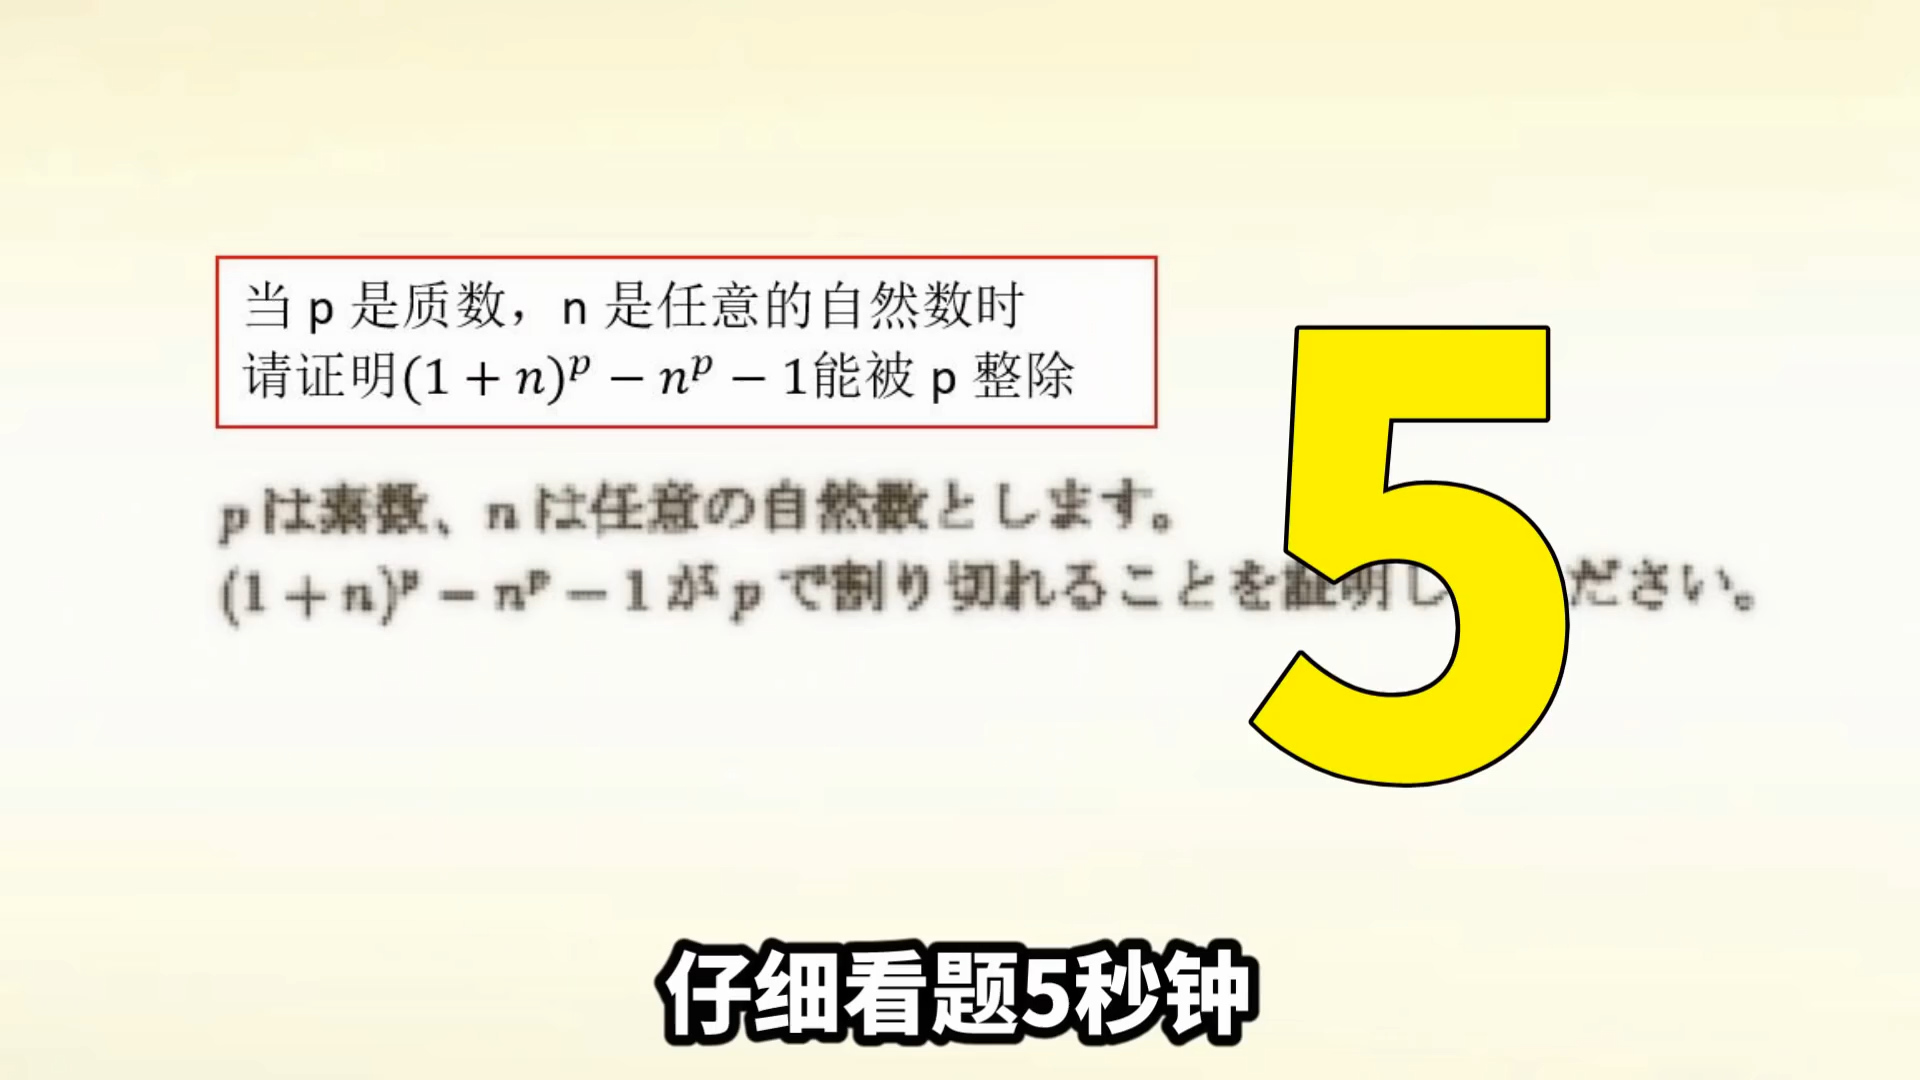 当 p 是质数，n 是任意的自然数时
请证明(1 + n)^p − n^p − 1能被 p 整除
p は素数、n は任意の自然数とします。
(1 + n)^p − n^p − 1 が p で割り切れることを証明し ださい。
5
仔细看题5秒钟